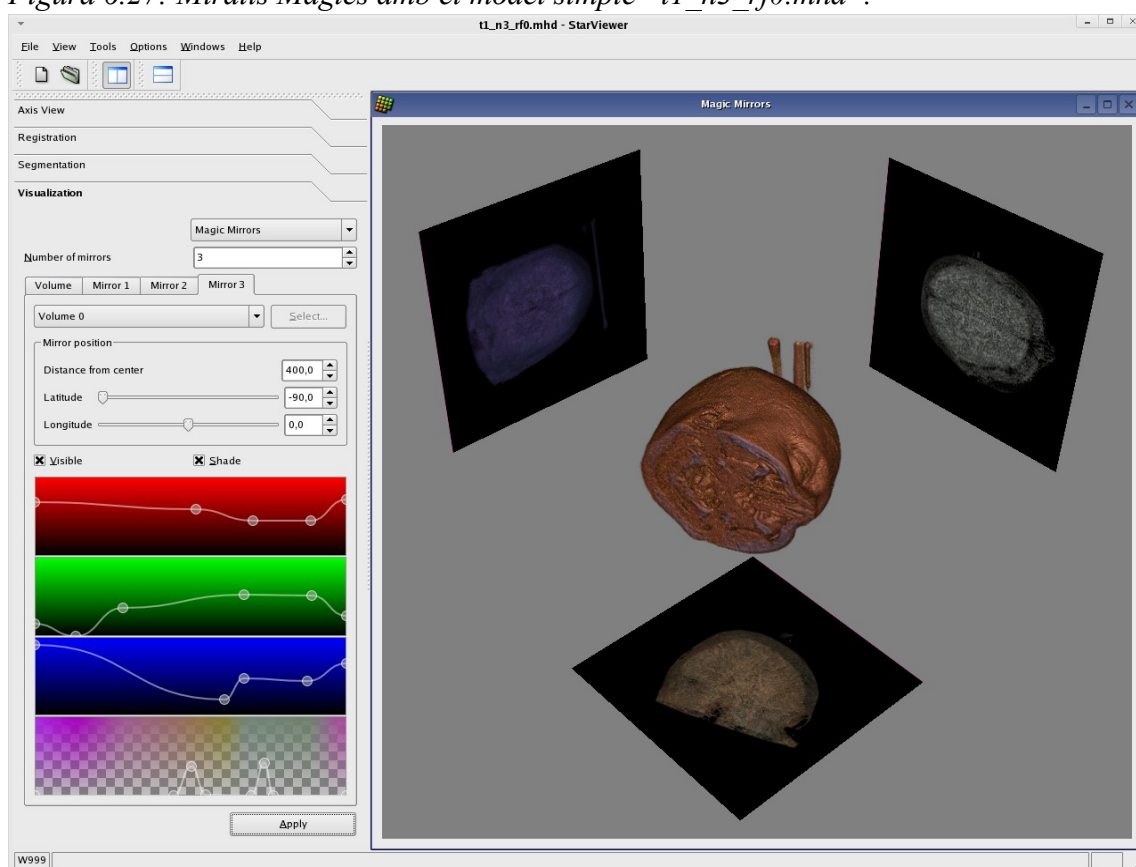 Figura 6.27: Miralls Màgics amb el model simple "t1_n3_rf0.mhd".
t1_n3_rf0.mhd - StarViewer
File View Tools Options Windows Help
Axis View
Registration
Segmentation
Visualization
Magic Mirrors
Number of mirrors 3
Volume Mirror 1 Mirror 2 Mirror 3
Volume 0 Select...
Mirror position
Distance from center 400,0
Latitude -90,0
Longitude 0,0
Visible Shade
Apply
W999
Magic Mirrors